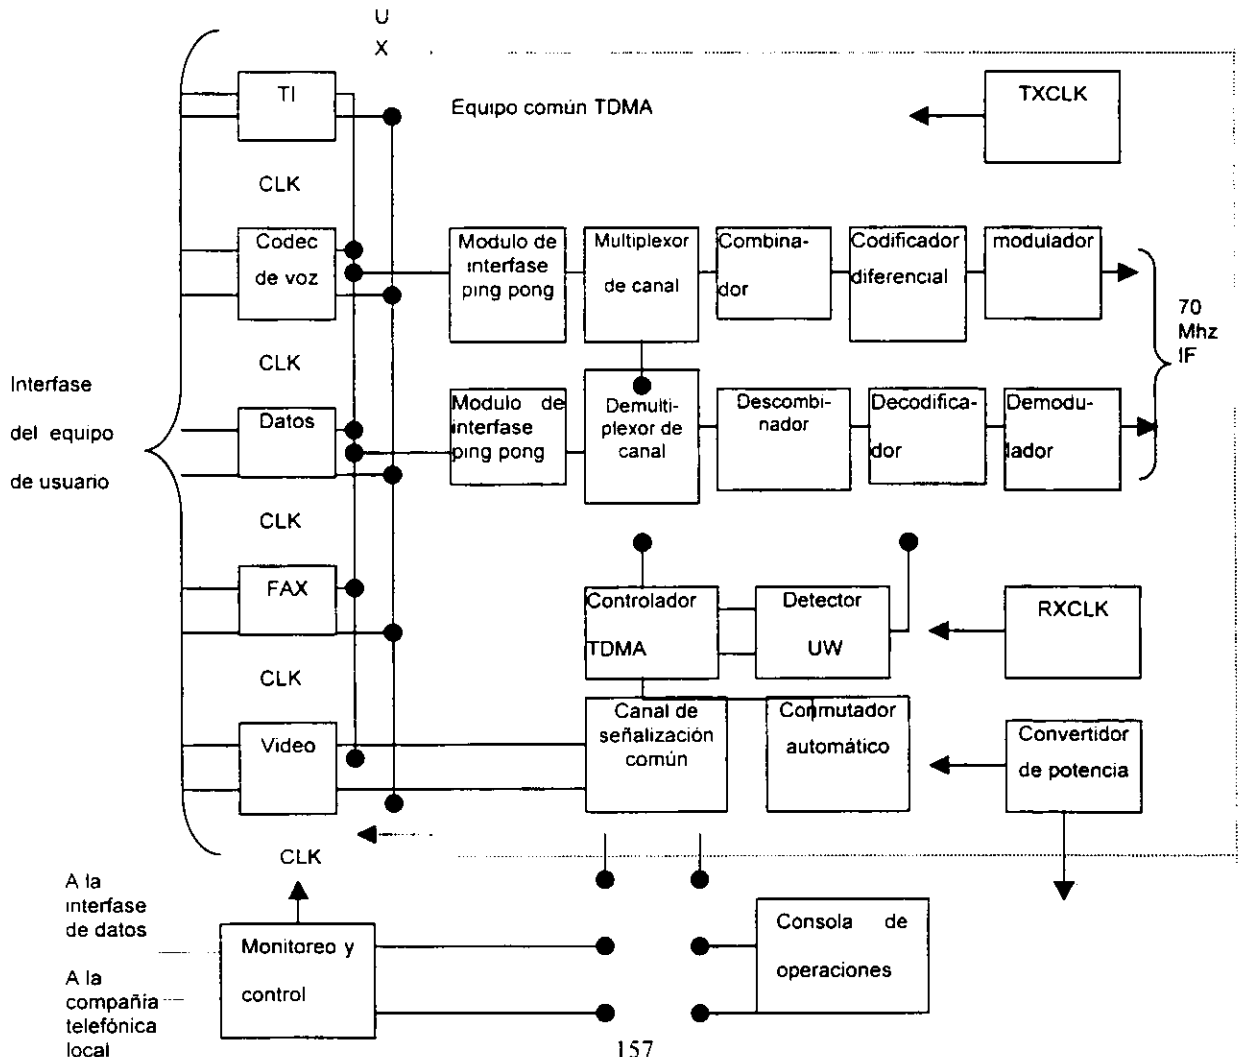 U
X
TI
Equipo común TDMA
TXCLK
CLK
Codec
de voz
Modulo de
interfase
ping pong
Multiplexor
de canal
Combina-
dor
Codificador
diferencial
modulador
70
Mhz
IF
CLK
Interfase
del equipo
de usuario
Datos
Modulo de
interfase
ping pong
Demulti-
plexor de
canal
Descombi-
nador
Decodifica-
dor
Demodu-
lador
CLK
FAX
Controlador
TDMA
Detector
UW
RXCLK
CLK
Video
Canal de
señalización
común
Conmutador
automático
Convertidor
de potencia
CLK
A la
interfase
de datos
Monitoreo y
control
Consola de
operaciones
A la
compañia
telefónica
local
157